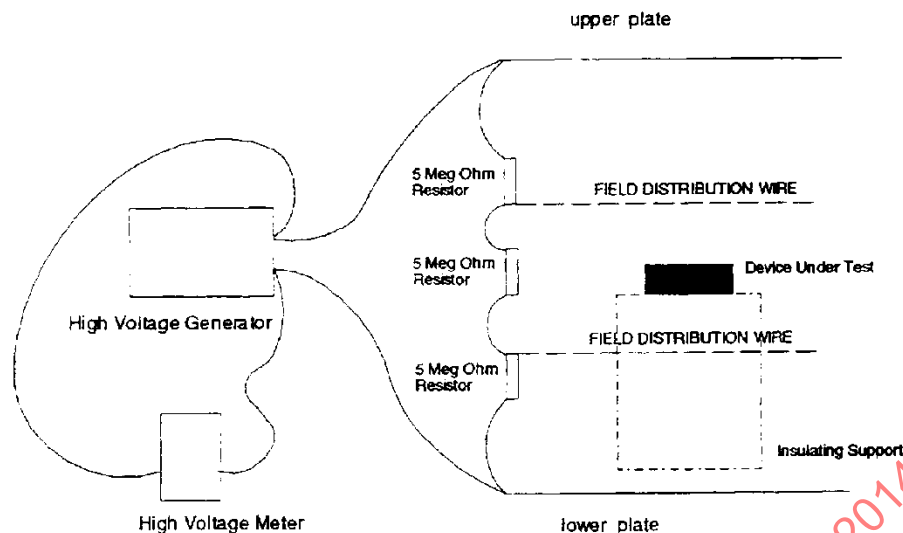 upper plate
5 Meg Ohm
Resistor
FIELD DISTRIBUTION WIRE
5 Meg Ohm
Resistor
Device Under Test
High Voltage Generator
FIELD DISTRIBUTION WIRE
5 Meg Ohm
Resistor
Insulating Support
High Voltage Meter
lower plate
2014